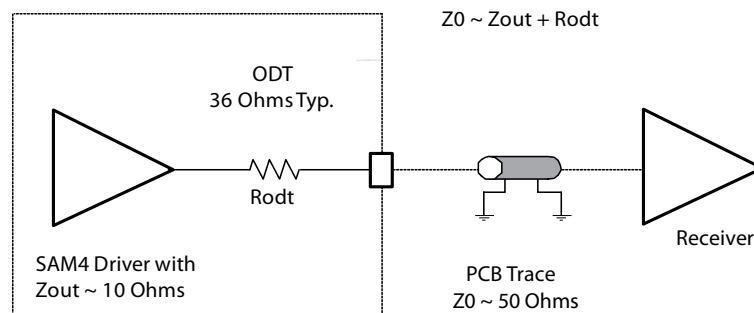 Z0 ~ Zout + Rodt
ODT
36 Ohms Typ.
Rodt
Receiver
SAM4 Driver with
Zout ~ 10 Ohms
PCB Trace
Z0 ~ 50 Ohms